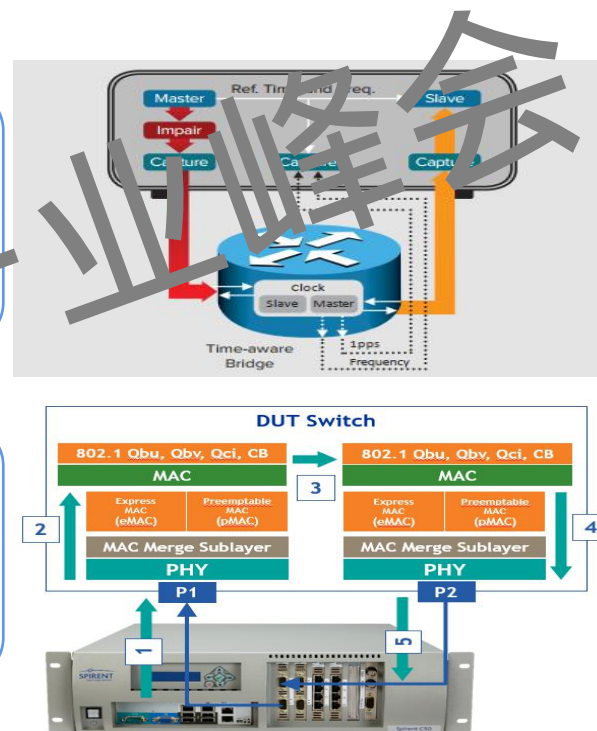 Ref. Time and Freq.
Master
Slave
Impair
Capture
Capture
Capture
业峰会
Clock
Slave Master
Time-aware
Bridge
1pps
Frequency
DUT Switch
802.1 Qbu, Qbv, Qci, CB
802.1 Qbu, Qbv, Qci, CB
MAC
MAC
3
Express
MAC
(eMAC)
Preemptable
MAC
(pMAC)
Express
MAC
(eMAC)
Preemptable
MAC
(pMAC)
2
4
MAC Merge Sublayer
MAC Merge Sublayer
PHY
PHY
P1
P2
1
5
SPIRENT
Spirent C50